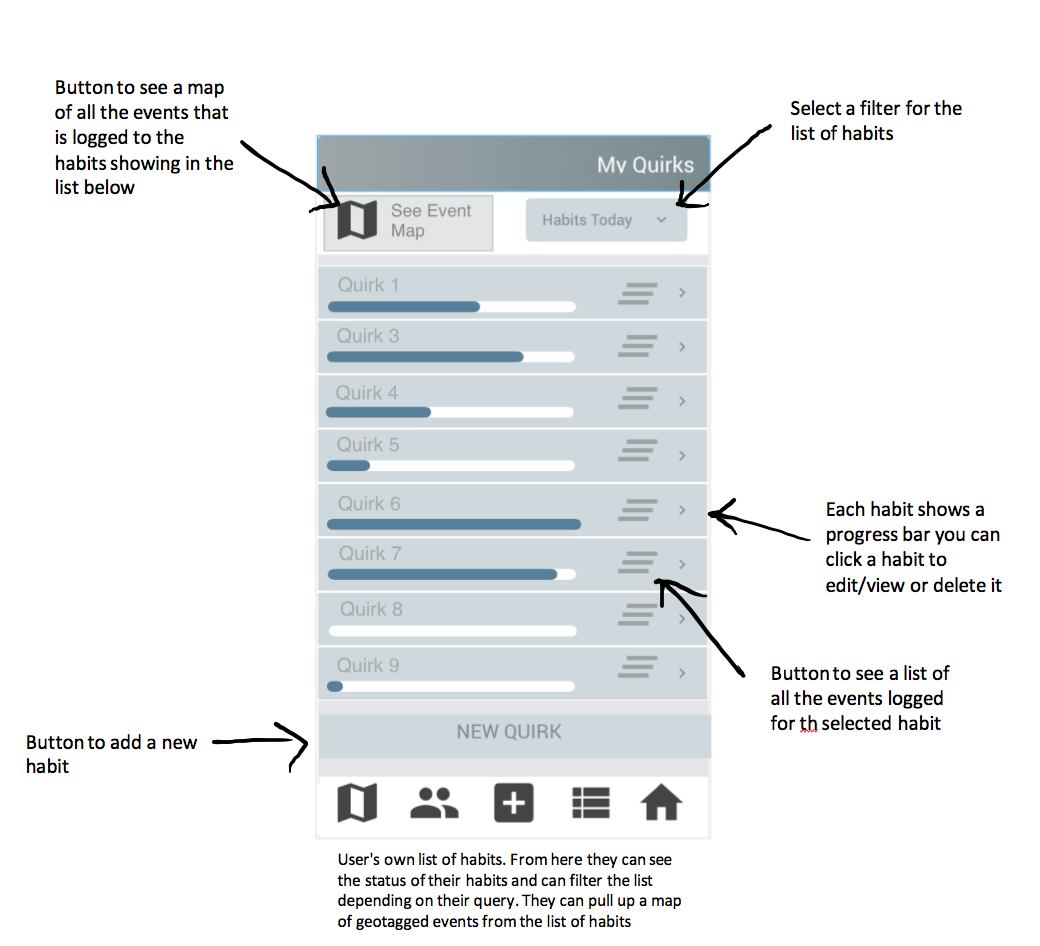 Button to see a map
of all the events that
is logged to the
habits showing in the
list below
Select a filter for the
list of habits
My Quirks
See Event
Map
Habits Today
Quirk 1
Quirk 3
Quirk 4
Quirk 5
Quirk 6
Quirk 7
Quirk 8
Quirk 9
Each habit shows a
progress bar you can
click a habit to
edit/view or delete it
Button to see a list of
all the events logged
for th selected habit
Button to add a new
habit
NEW QUIRK
User's own list of habits. From here they can see
the status of their habits and can filter the list
depending on their query. They can pull up a map
of geotagged events from the list of habits